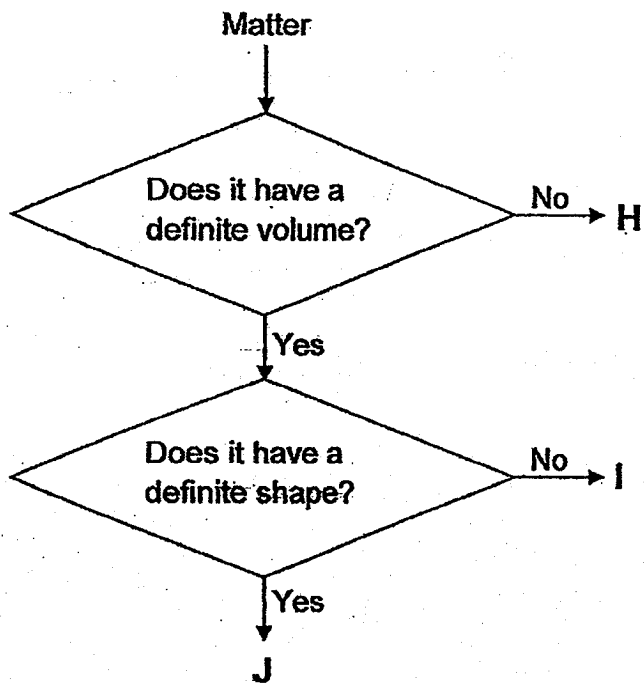 Matter
Does it have a
definite volume?
No
H
Yes
Does it have a
definite shape?
No
I
Yes
J